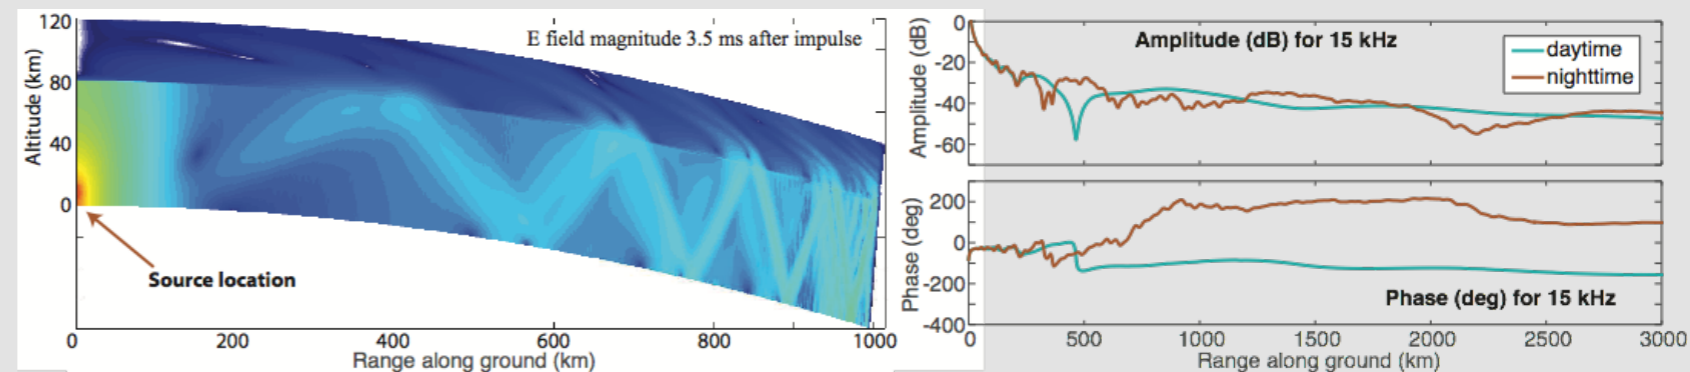 E field magnitude 3.5 ms after impulse
Altitude (km)
120
80
40
0
Source location
0 200 400 600 800 1000
Range along ground (km)
Amplitude (dB) for 15 kHz
daytime
nighttime
Amplitude (dB)
0
-20
-40
-60
Phase (deg)
200
0
-200
-400
Phase (deg) for 15 kHz
0 500 1000 1500 2000 2500 3000
Range along ground (km)